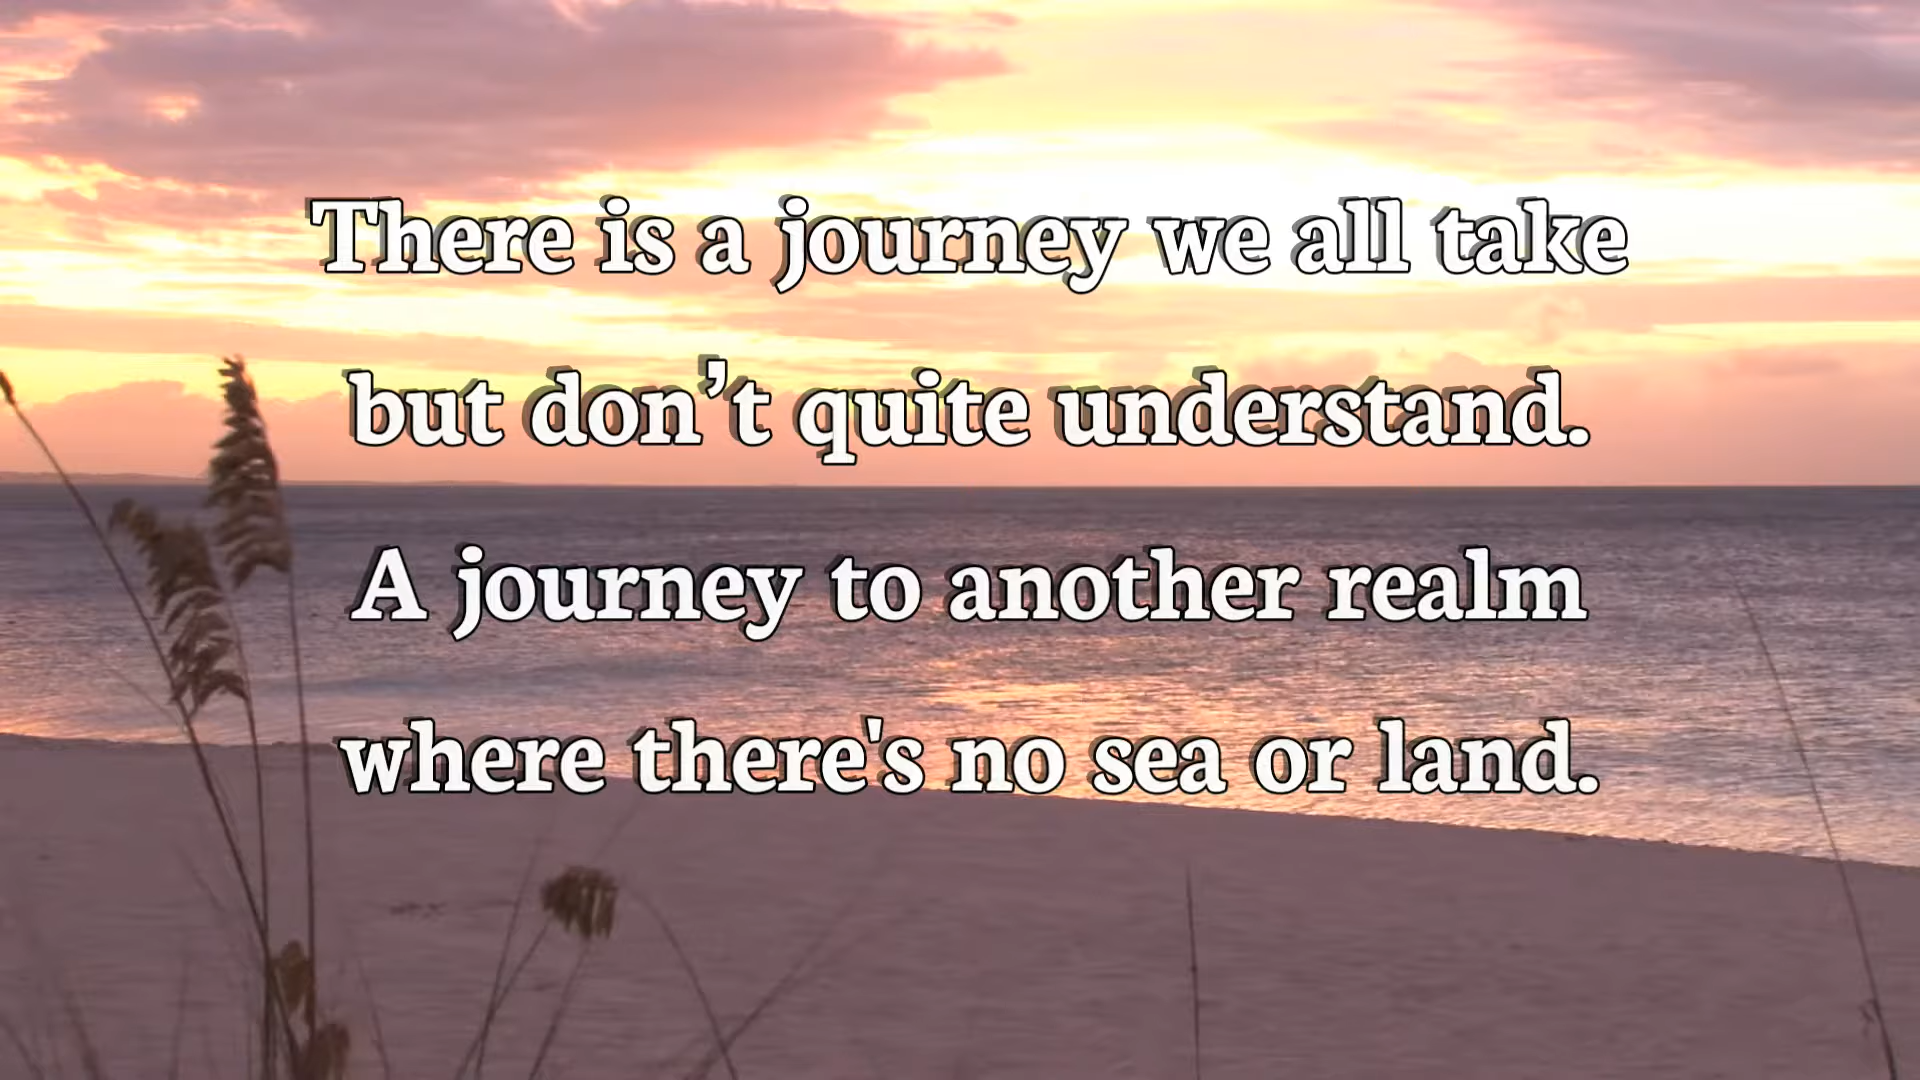 There is a journey we all take
but don’t quite understand.
A journey to another realm
where there's no sea or land.